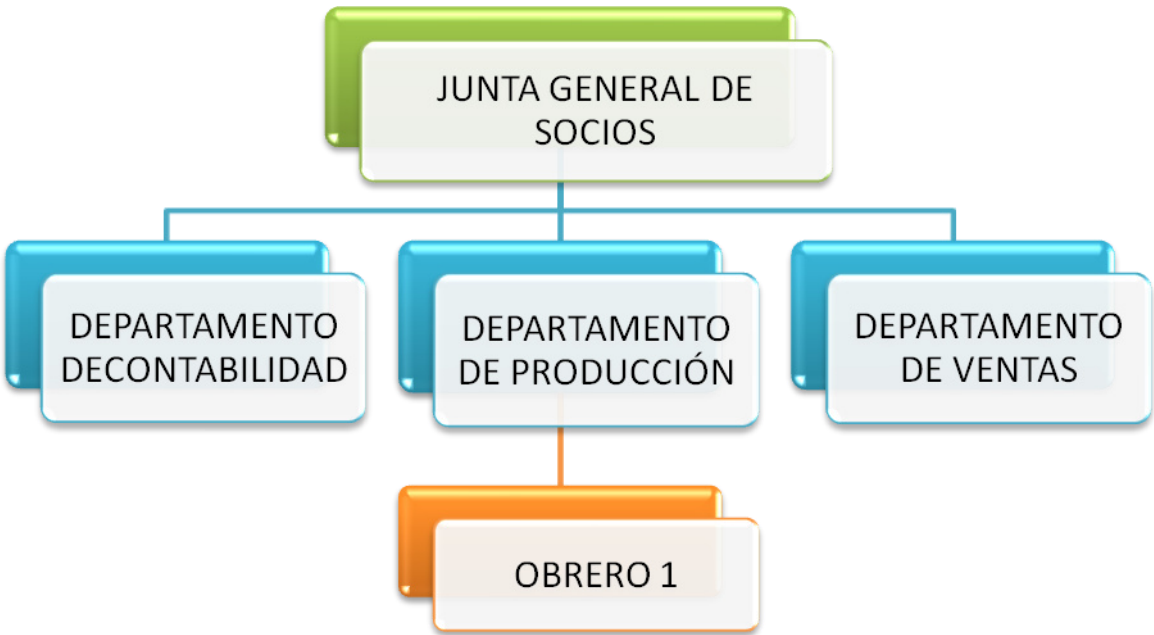 JUNTA GENERAL DE
SOCIOS
DEPARTAMENTO
DECONTABILIDAD
DEPARTAMENTO
DE PRODUCCIÓN
DEPARTAMENTO
DE VENTAS
OBRERO 1